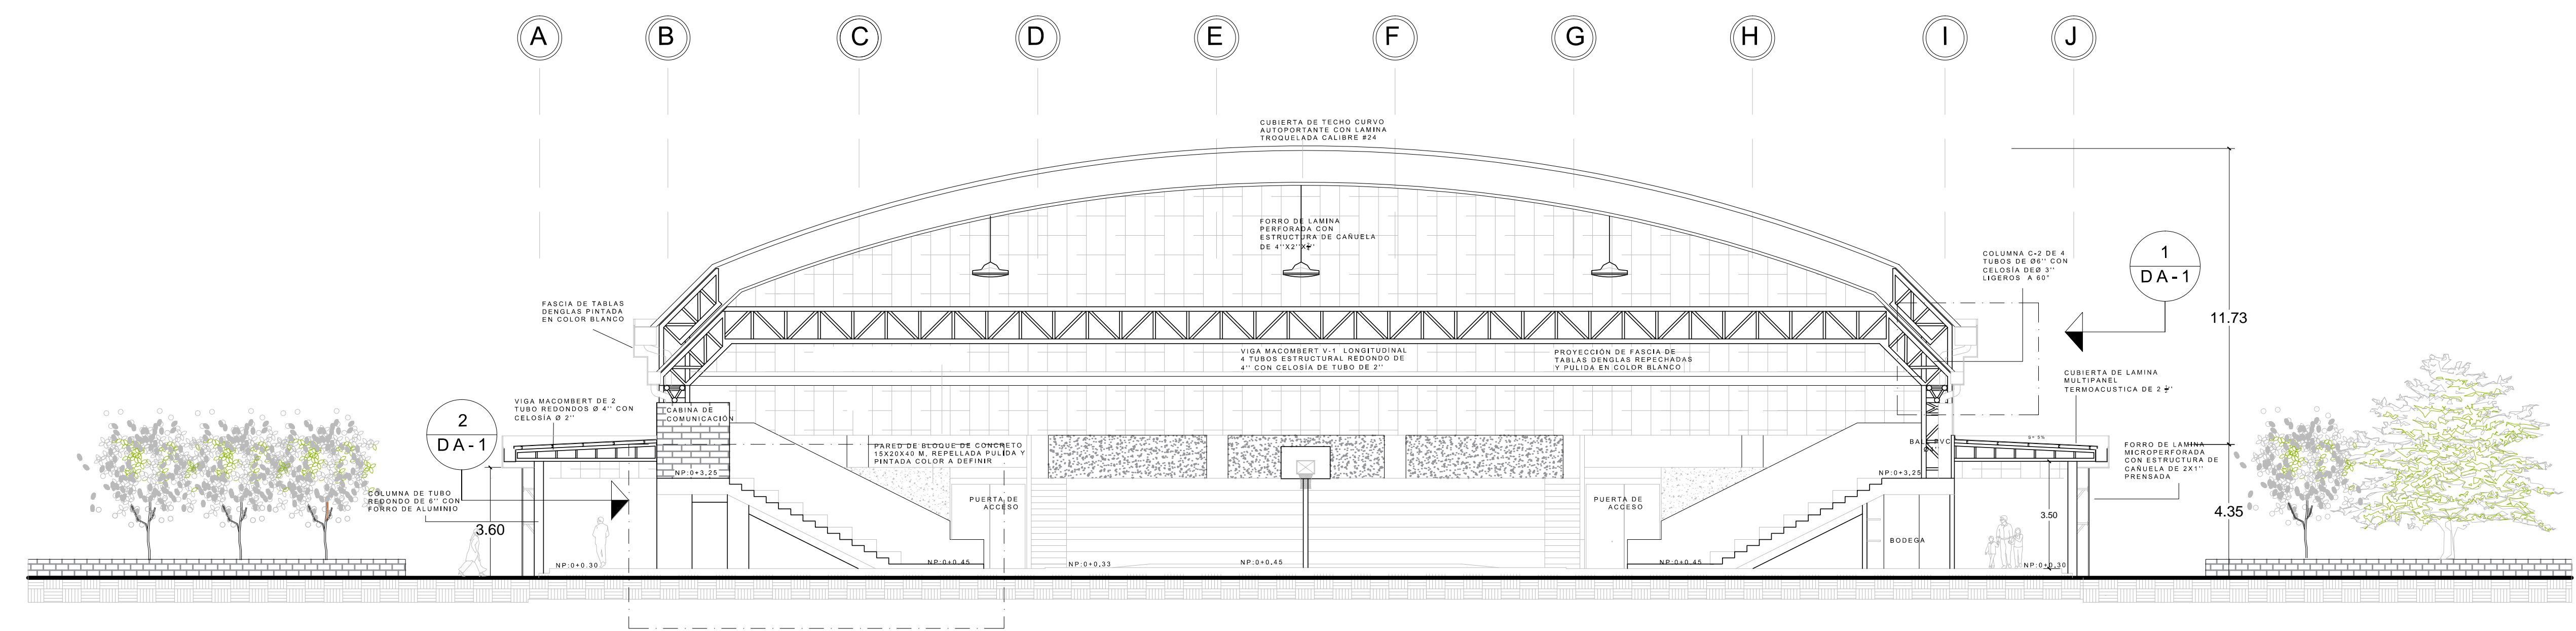 A B C D E F G H I J
CUBIERTA DE TECHO CURVO
AUTOPORTANTE CON LAMINA
TROQUELADA CALIBRE #24
FORRO DE LAMINA
PERFORADA CON
ESTRUCTURA DE CAÑUELA
DE 4''X2''X
COLUMNA C-2 DE 4
TUBOS DE Ø6'' CON
CELOSÍA DEØ 3''
LIGEROS A 60°
1
DA-1
11.73
FASCIA DE TABLAS
DENGLAS PINTADA
EN COLOR BLANCO
VIGA MACOMBERT V-1 LONGITUDINAL
4 TUBOS ESTRUCTURAL REDONDO DE
4'' CON CELOSÍA DE TUBO DE 2''
PROYECCIÓN DE FASCIA DE
TABLAS DENGLAS REPECHADAS
Y PULIDA EN COLOR BLANCO
CUBIERTA DE LAMINA
MULTIPANEL
TERMOACUSTICA DE 2
VIGA MACOMBERT DE 2
TUBO REDONDOS Ø 4'' CON
CELOSÍA Ø 2''
2
DA-1
CABINA DE
COMUNICACIÓN
PARED DE BLOQUE DE CONCRETO
15X20X40 M, REPELLADA PULIDA Y
PINTADA COLOR A DEFINIR
FORRO DE LAMINA
MICROPERFORADA
CON ESTRUCTURA DE
CAÑUELA DE 2X1''
PRENSADA
NP:0+3,25
NP:0+3,25
COLUMNA DE TUBO
REDONDO DE 6'' CON
FORRO DE ALUMINIO
3.60
PUERTA DE
ACCESO
PUERTA DE
ACCESO
3.50
4.35
BODEGA
NP:0+0.30
NP:0+0.45
NP:0+0,33
NP:0+0,45
NP:0+0,45
NP:0+0,30